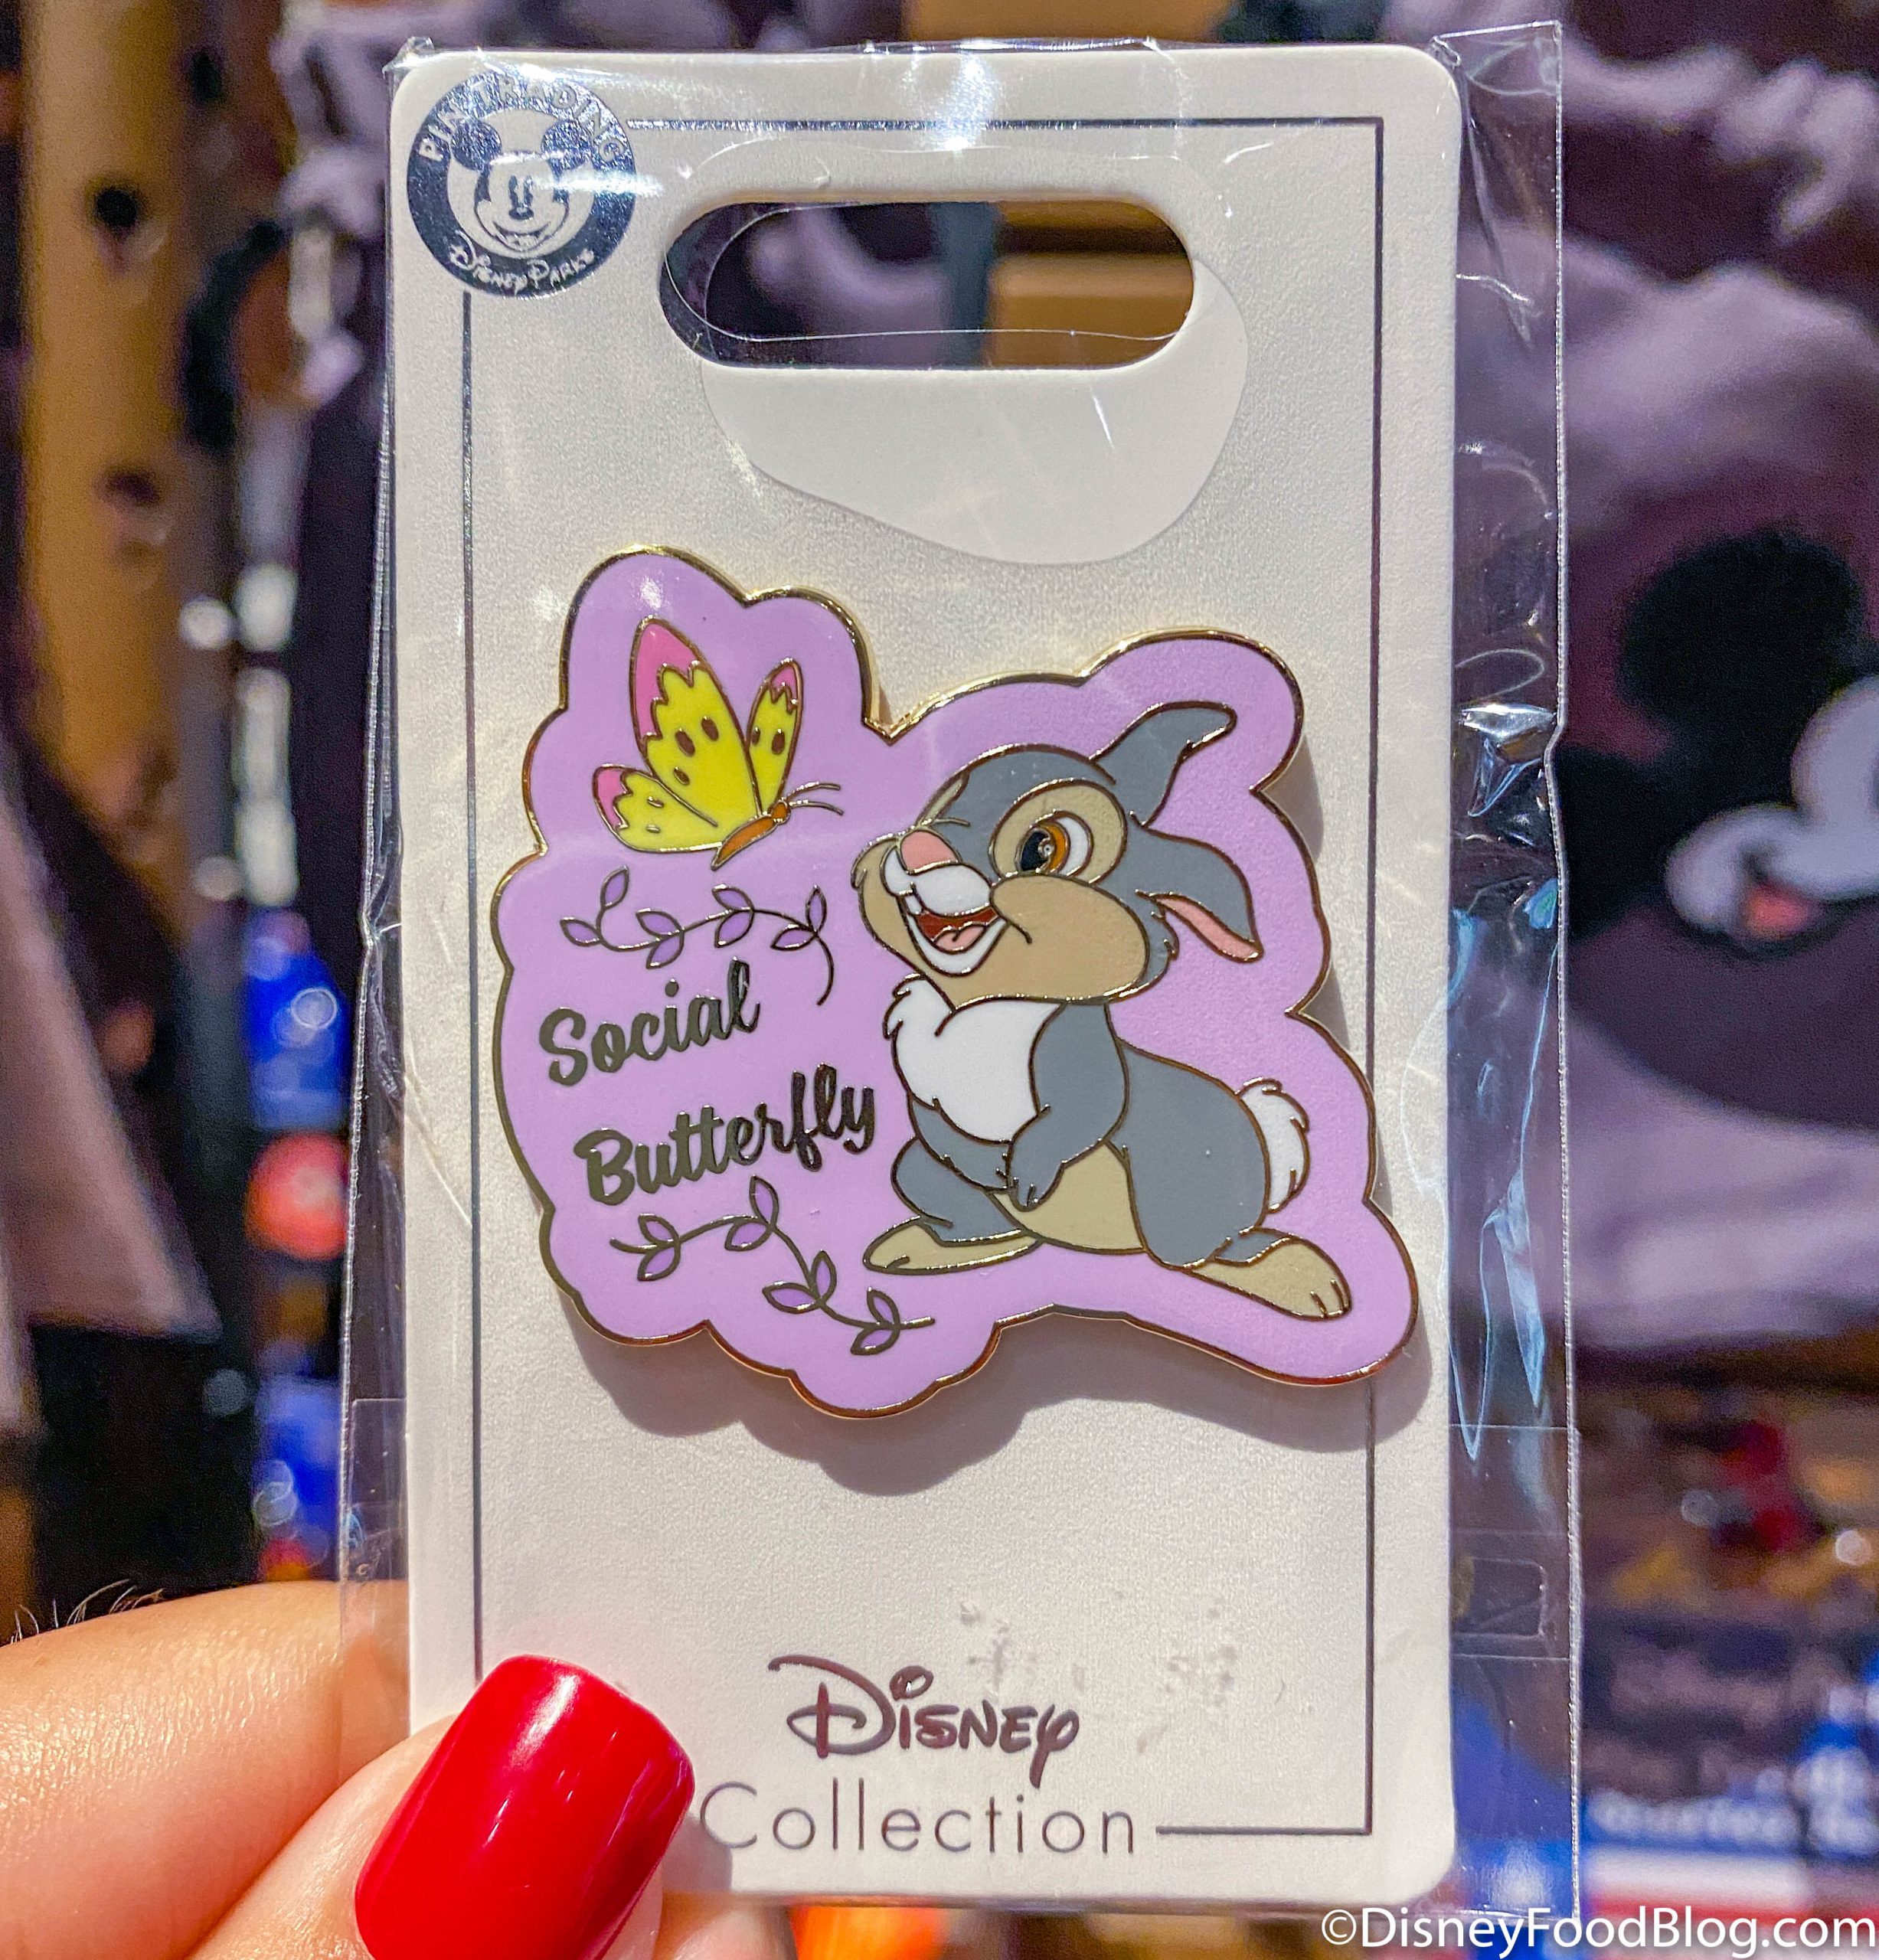 PIN TRADING
Disney Parks
Social
Butterfly
Disney
Collection
©DisneyFoodBlog.com